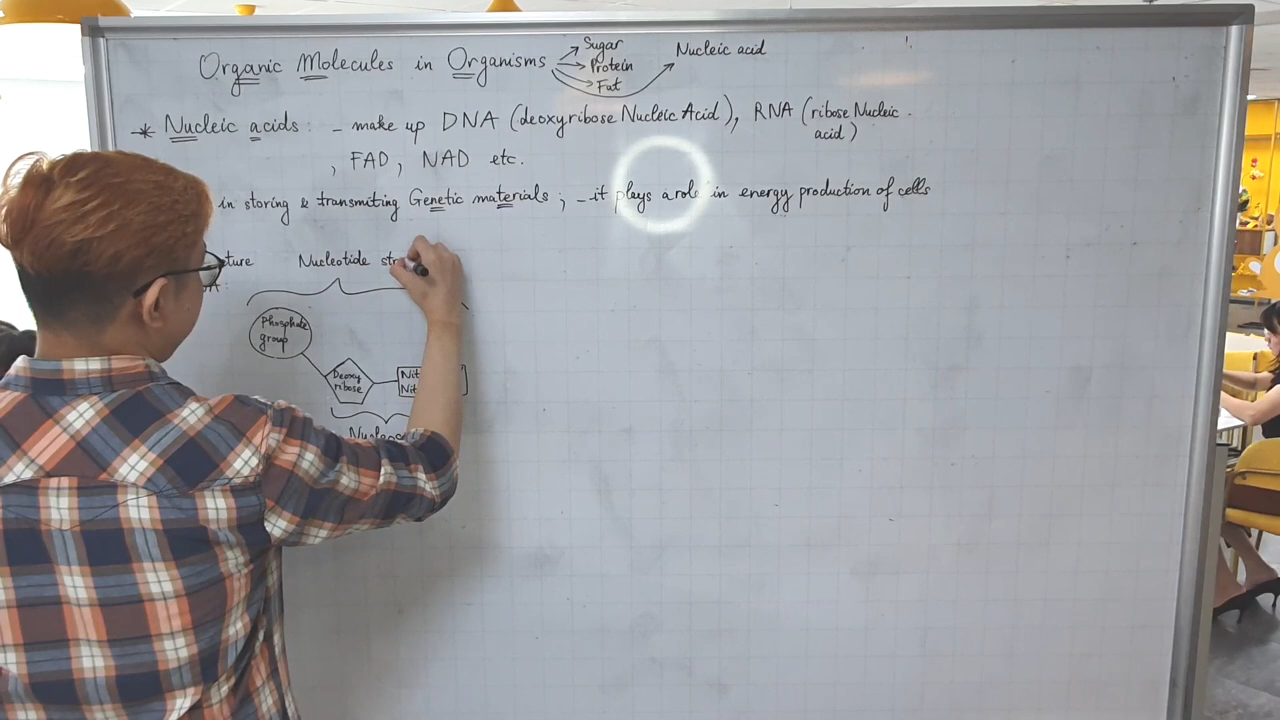 Organic Molecules in Organisms
Sugar
Protein
Fat
Nucleic acid
* Nucleic acids: - make up DNA (deoxyribose Nucleic Acid), RNA (ribose Nucleic acid)
, FAD, NAD etc.
in storing & transmiting Genetic materials ; - it plays a role in energy production of cells
Nucleotide
Phosphate
group
Deoxy
ribose